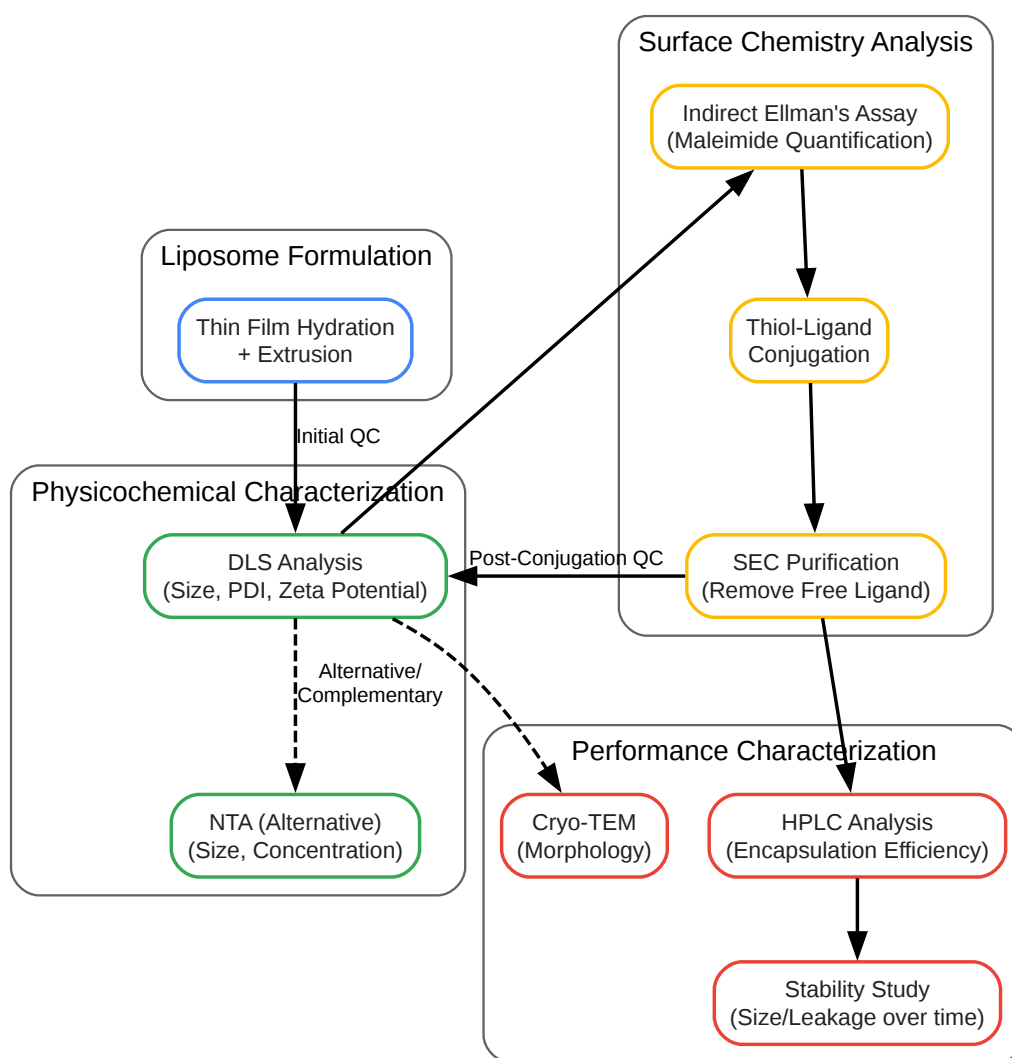 Surface Chemistry Analysis
Indirect Ellman's Assay
(Maleimide Quantification)
Liposome Formulation
Thin Film Hydration
+ Extrusion
Thiol-Ligand
Conjugation
Initial QC
Physicochemical Characterization
DLS Analysis
(Size, PDI, Zeta Potential)
Post-Conjugation QC
SEC Purification
(Remove Free Ligand)
Alternative/
Complementary
Performance Characterization
NTA (Alternative)
(Size, Concentration)
Cryo-TEM
(Morphology)
HPLC Analysis
(Encapsulation Efficiency)
Stability Study
(Size/Leakage over time)